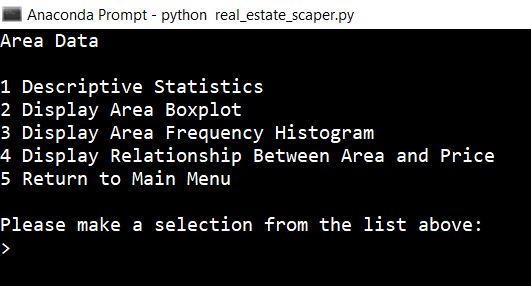 Anaconda Prompt - python  real_estate_scaper.py
Area Data
1 Descriptive Statistics
2 Display Area Boxplot
3 Display Area Frequency Histogram
4 Display Relationship Between Area and Price
5 Return to Main Menu
Please make a selection from the list above:
>